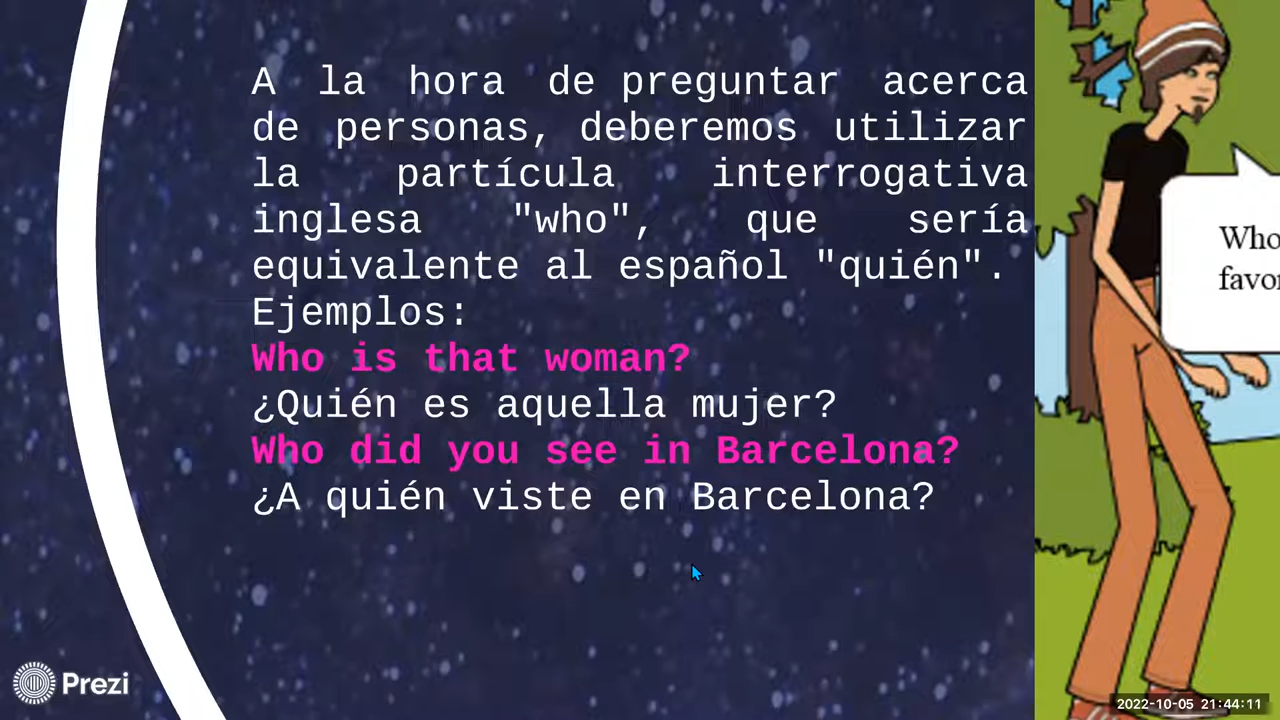 A la hora de preguntar acerca
de personas, deberemos utilizar
la partícula interrogativa
inglesa "who", que sería
equivalente al español "quién".
Ejemplos:
Who is that woman?
¿Quién es aquella mujer?
Who did you see in Barcelona?
¿A quién viste en Barcelona?
Who
favor
Prezi
2022-10-05 21:44:11